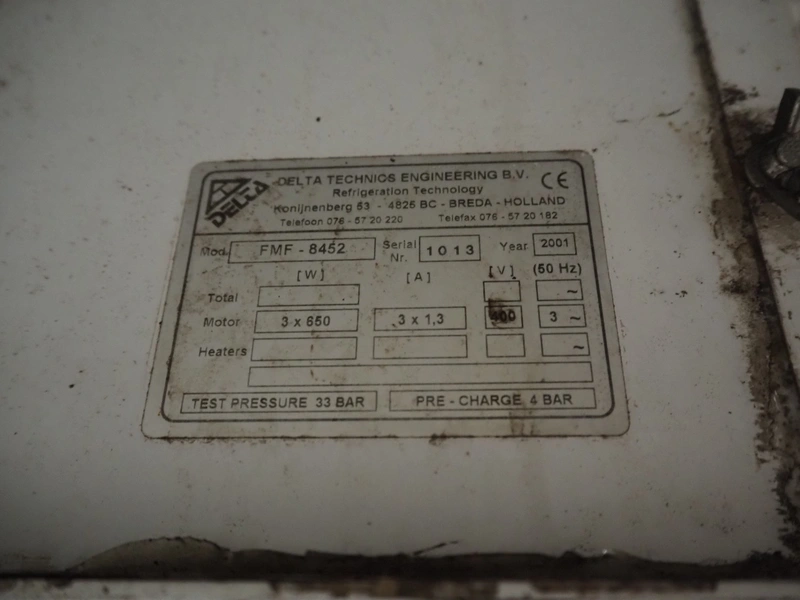 DELTA
DELTA TECHNICS ENGINEERING B.V. CE
Refrigeration Technology
Konijnenberg 53 - 4825 BC - BREDA - HOLLAND
Telefoon 076 - 57 20 220 Telefax 076 - 57 20 182
Mod. FMF - 8452 Serial Nr. 1013 Year 2001
[W] [A] [V] (50 Hz)
Total ~
Motor 3 x 650 3 x 1,3 400 3 ~
Heaters ~
TEST PRESSURE 33 BAR PRE - CHARGE 4 BAR